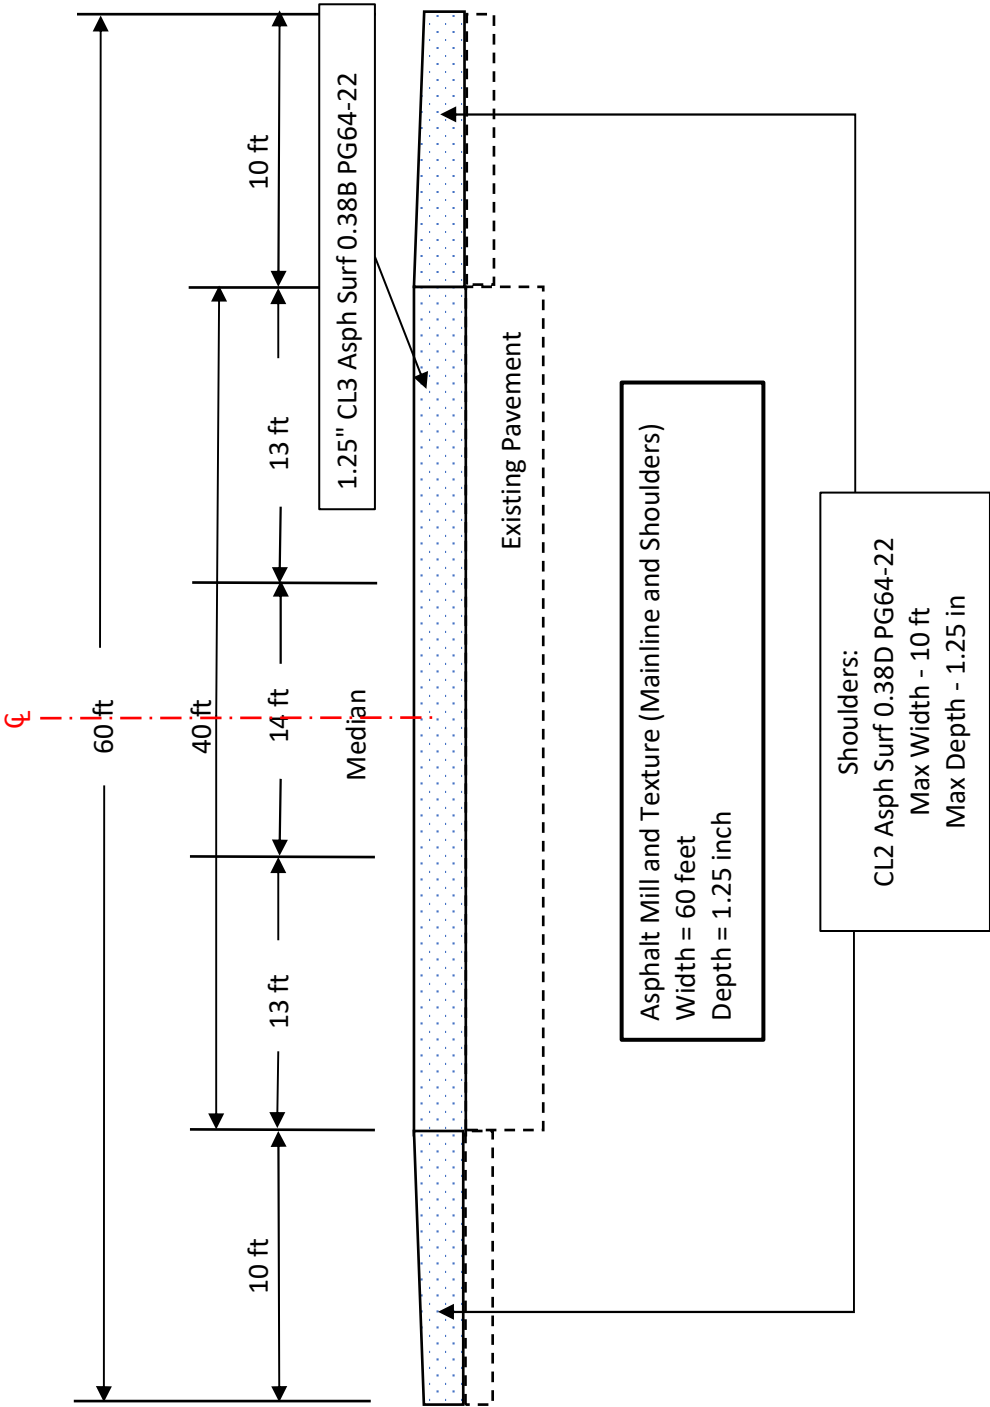 ℄
60 ft
40 ft
10 ft
13 ft
14 ft
13 ft
10 ft
Median
1.25" CL3 Asph Surf 0.38B PG64-22
Existing Pavement
Asphalt Mill and Texture (Mainline and Shoulders)
Width = 60 feet
Depth = 1.25 inch
Shoulders:
CL2 Asph Surf 0.38D PG64-22
Max Width - 10 ft
Max Depth - 1.25 in